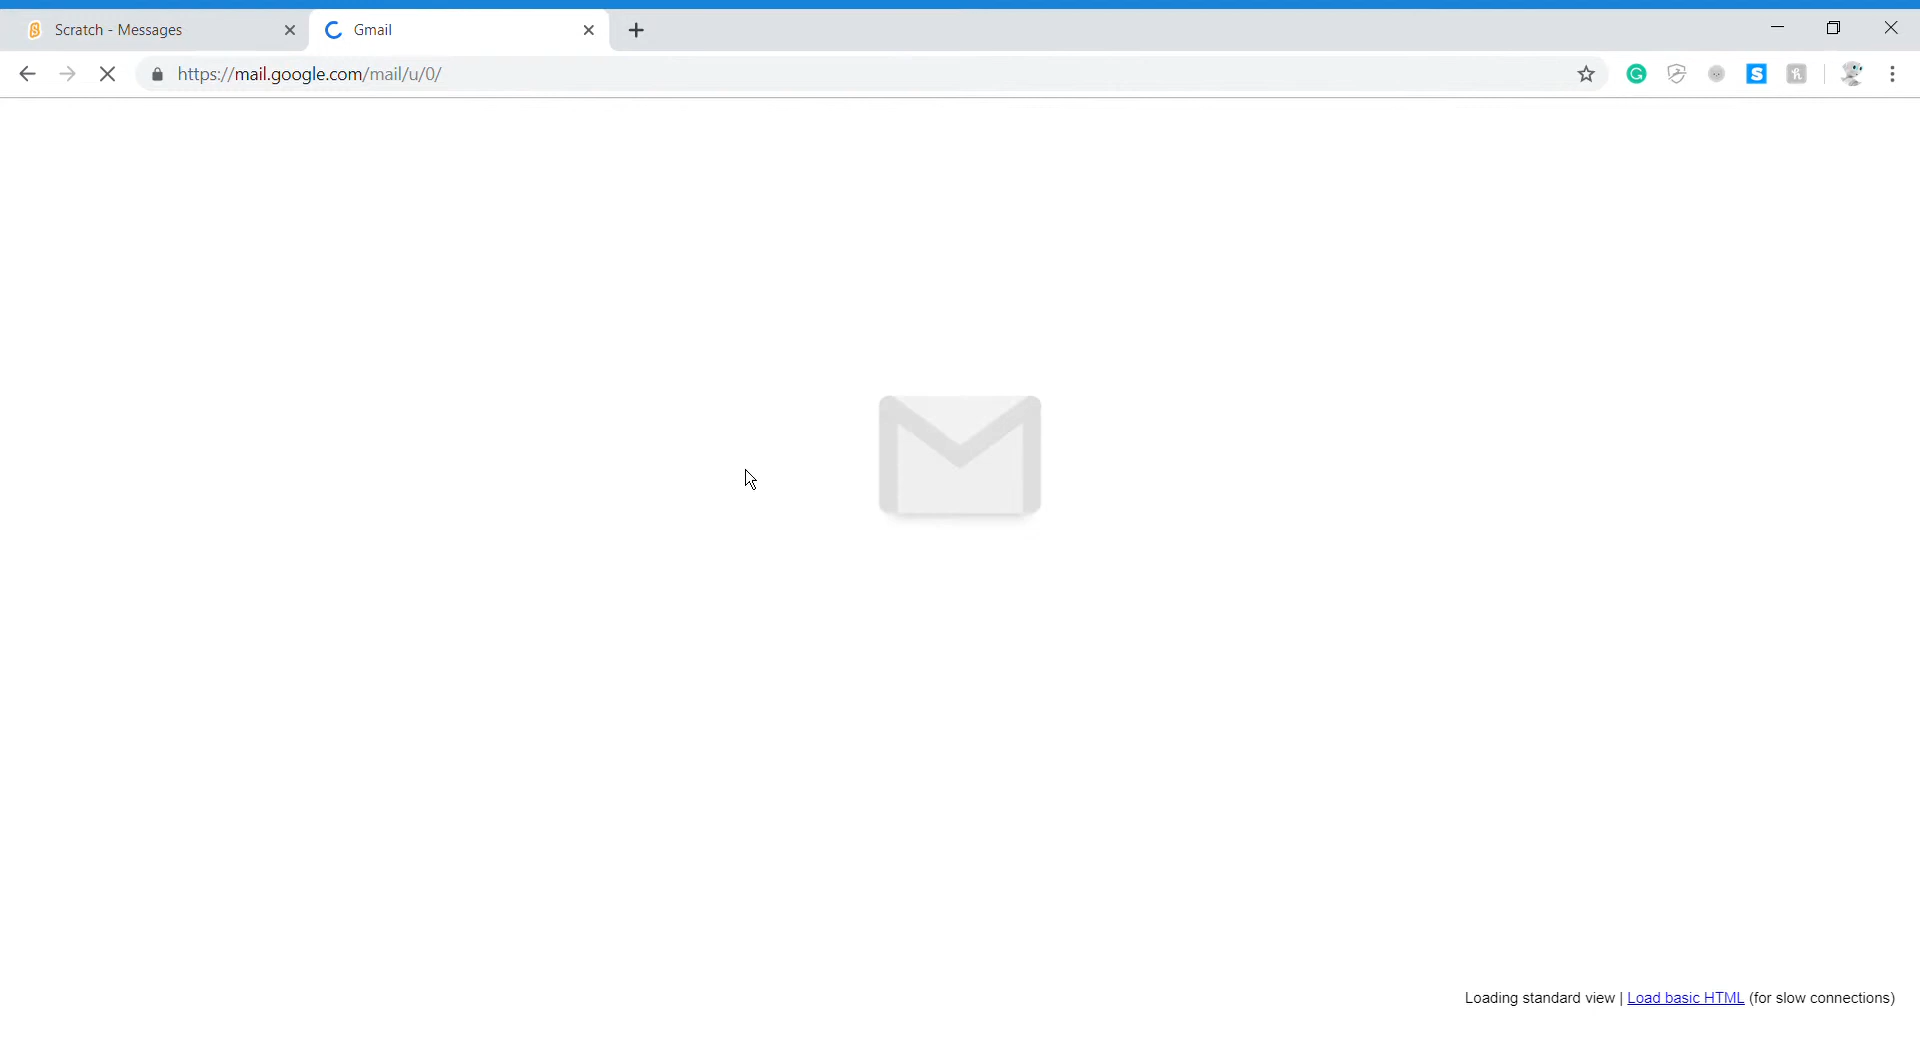 Scratch - Messages
Gmail
https://mail.google.com/mail/u/0/
Loading standard view | Load basic HTML (for slow connections)